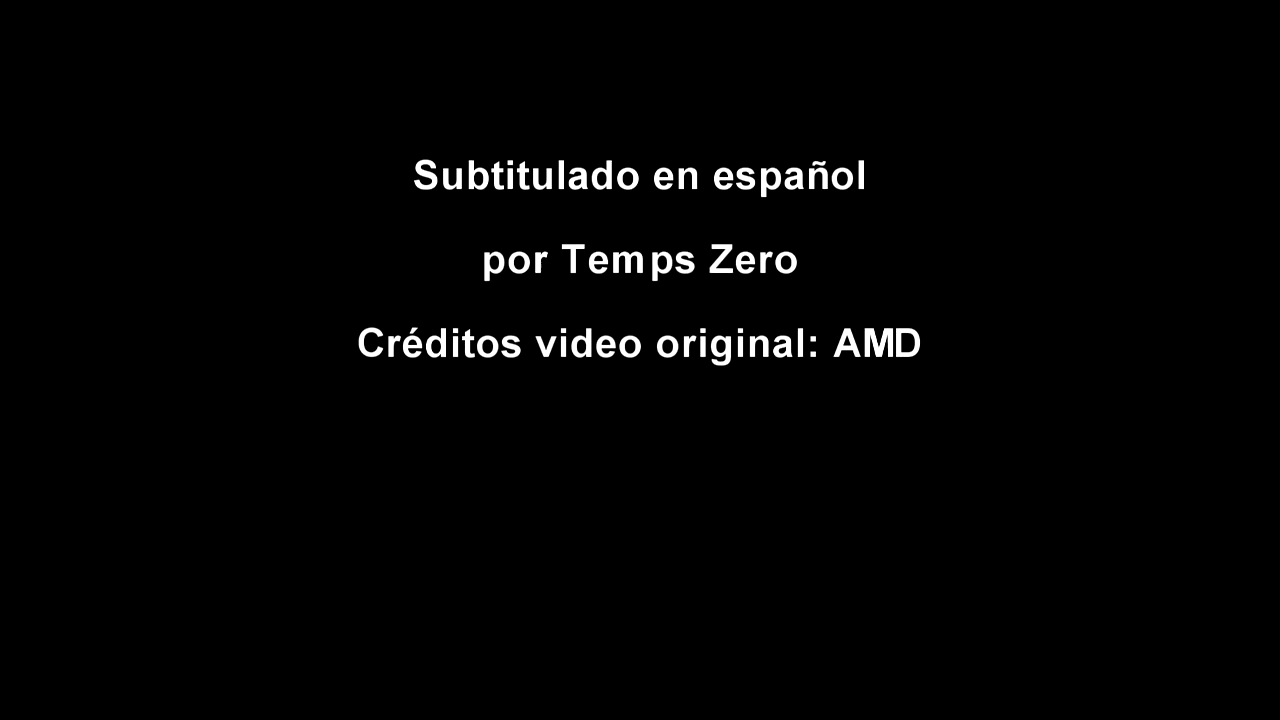 Subtitulado en español
por Temps Zero
Créditos video original: AMD